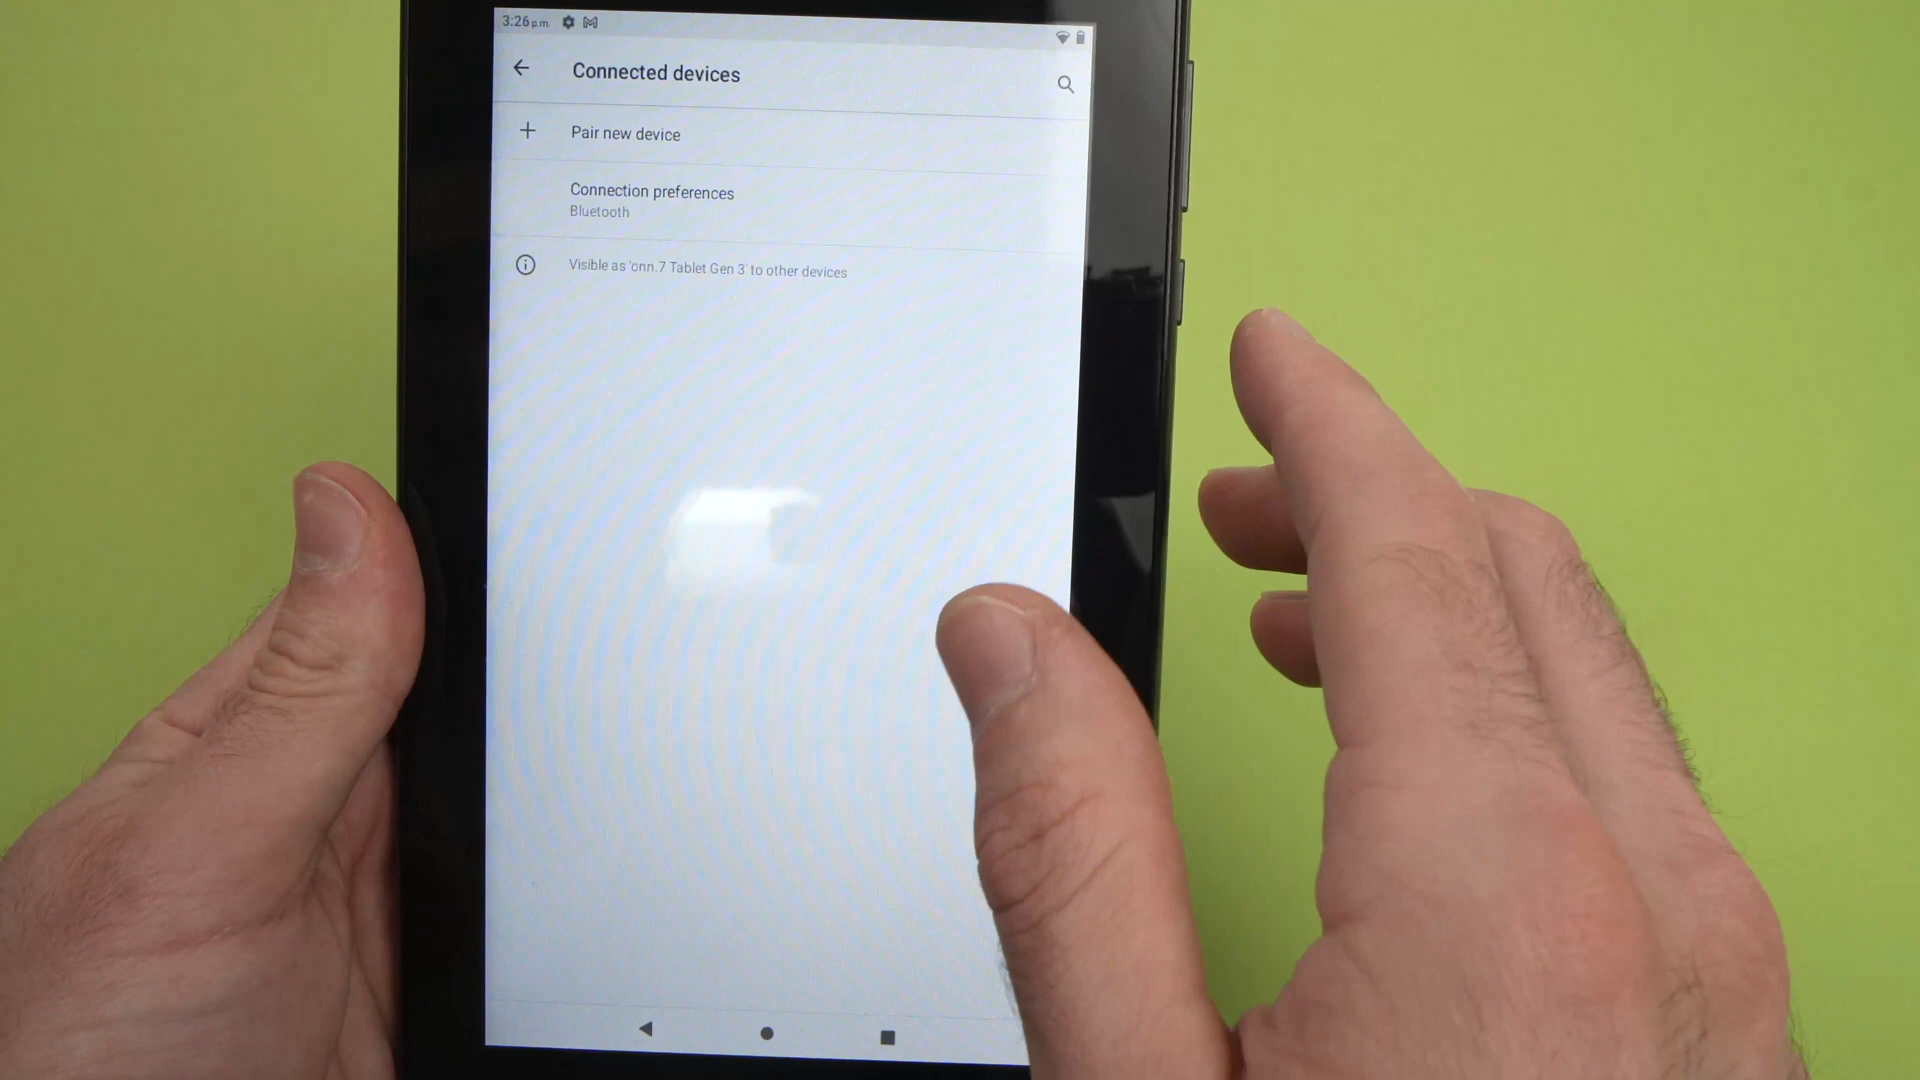 3:26 p.m.
Connected devices
Pair new device
Connection preferences
Bluetooth
Visible as 'onn.7 Tablet Gen 3' to other devices